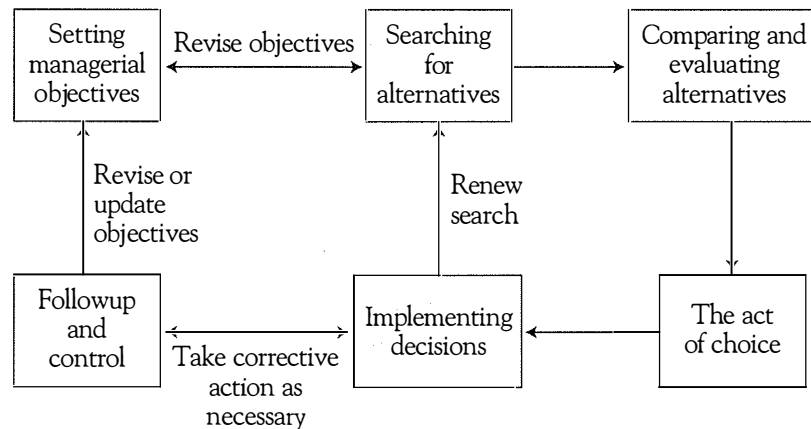 Setting
managerial
objectives
Revise objectives
Searching
for
alternatives
Comparing and
evaluating
alternatives
Revise or
update
objectives
Renew
search
Followup
and
control
Take corrective
action as
necessary
Implementing
decisions
The act
of choice